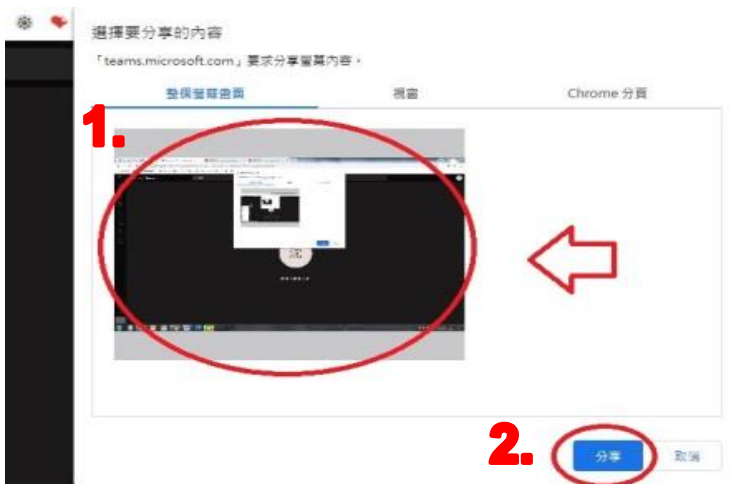 選擇要分享的內容
「teams.microsoft.com」要求分享螢幕內容。
整個螢幕畫面
視窗
Chrome 分頁
1.
2.
分享
取消